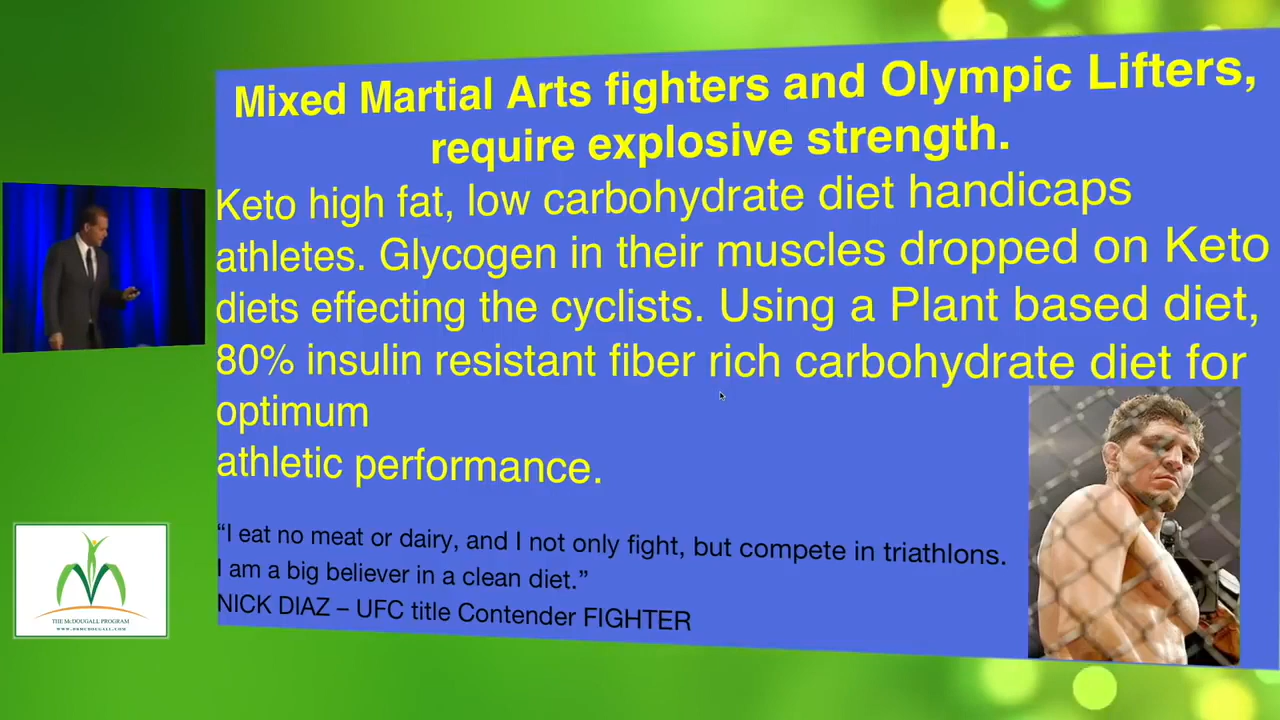 Mixed Martial Arts fighters and Olympic Lifters,
require explosive strength.
Keto high fat, low carbohydrate diet handicaps
athletes. Glycogen in their muscles dropped on Keto
diets effecting the cyclists. Using a Plant based diet,
80% insulin resistant fiber rich carbohydrate diet for
optimum
athletic performance.
“I eat no meat or dairy, and I not only fight, but compete in triathlons.
I am a big believer in a clean diet.”
NICK DIAZ – UFC title Contender FIGHTER
THE McDOUGALL PROGRAM
WWW.DRMCDOUGALL.COM